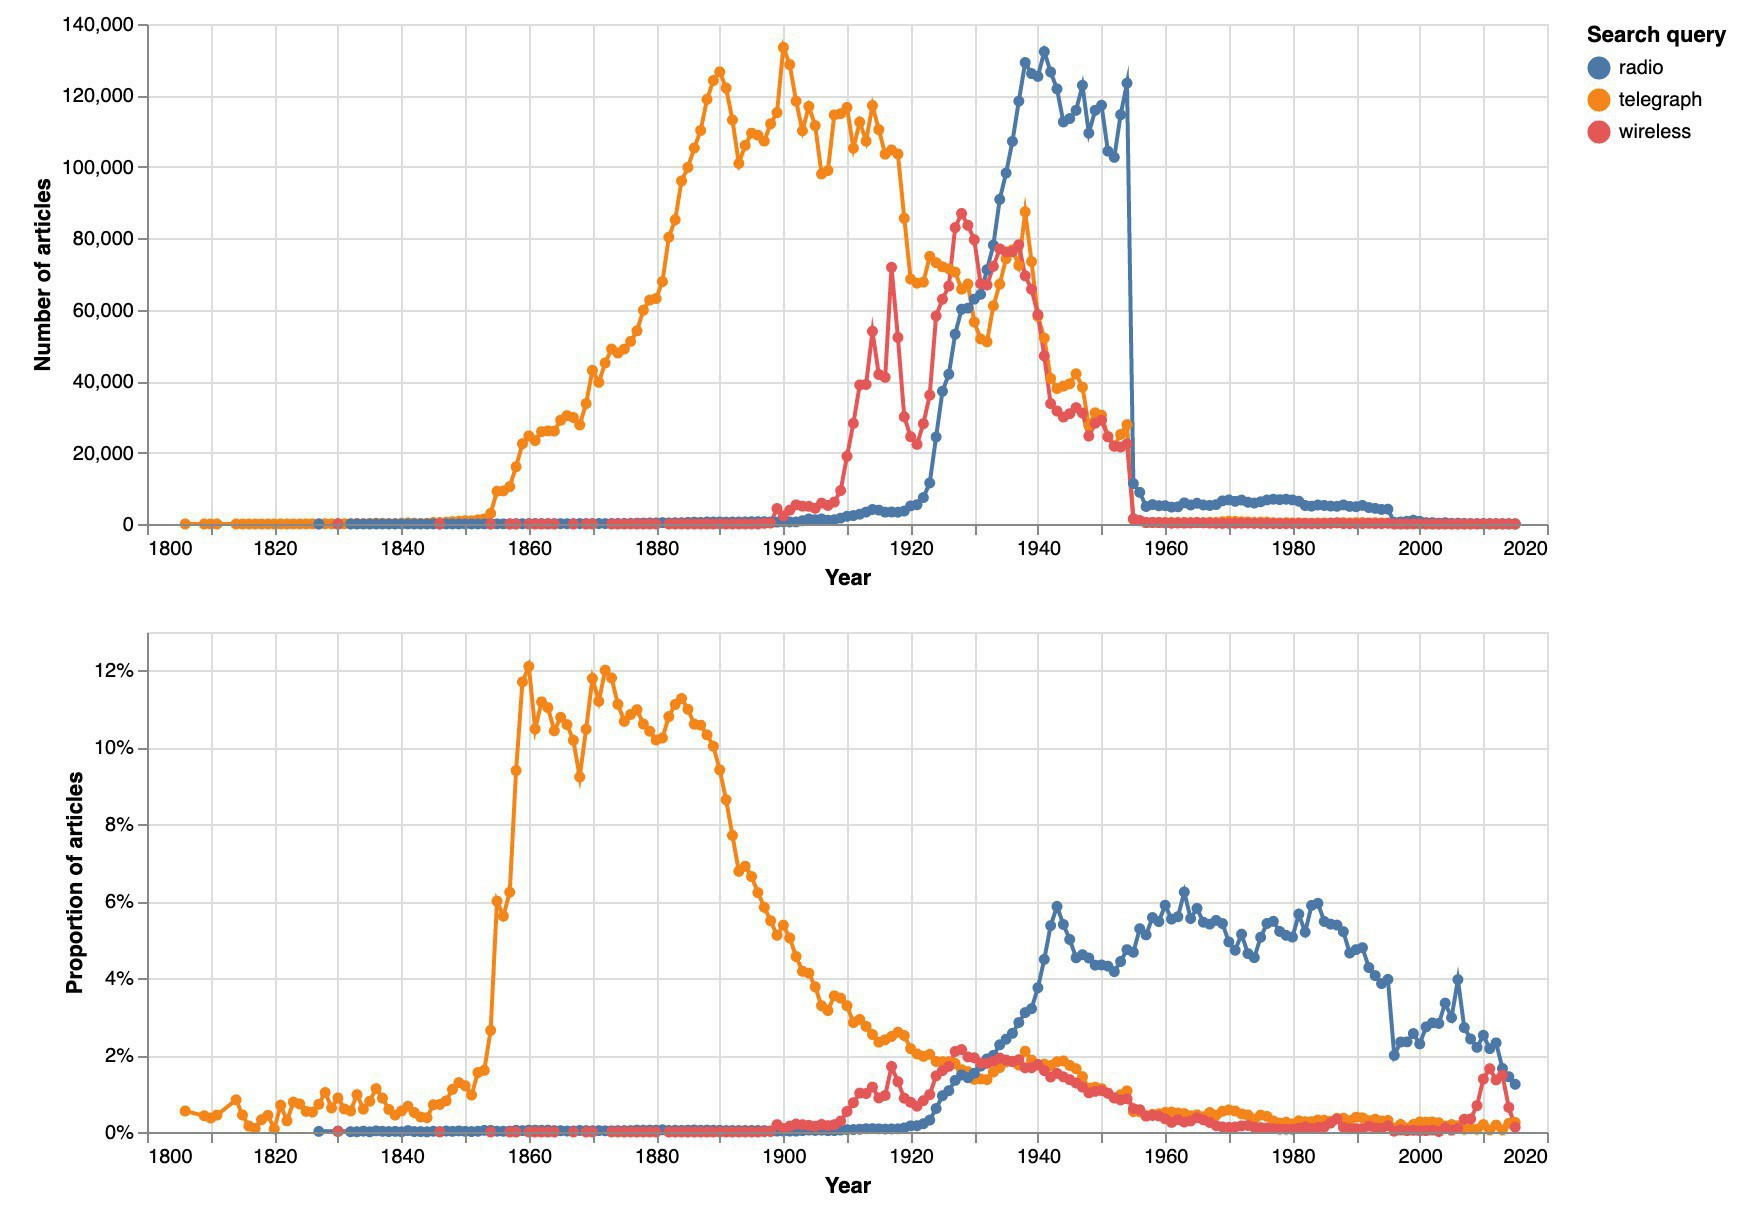 140,000
120,000
100,000
80,000
60,000
40,000
20,000
0
Number of articles
1800 1820 1840 1860 1880 1900 1920 1940 1960 1980 2000 2020
Year
Search query
radio
telegraph
wireless
12%
10%
8%
6%
4%
2%
0%
Proportion of articles
1800 1820 1840 1860 1880 1900 1920 1940 1960 1980 2000 2020
Year